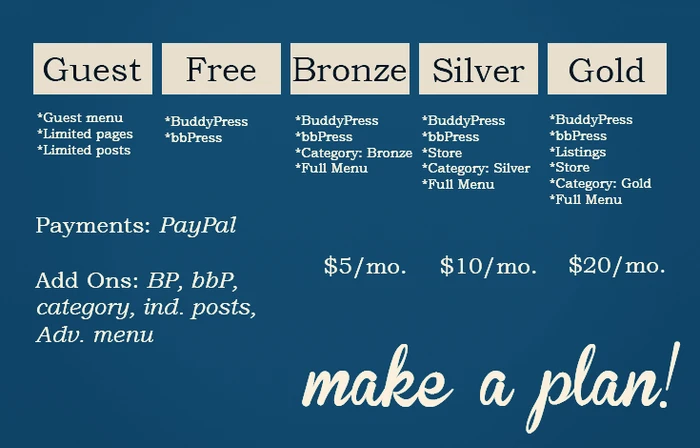 Guest
Free
Bronze
Silver
Gold
*Guest menu
*Limited pages
*Limited posts
*BuddyPress
*bbPress
*BuddyPress
*bbPress
*Category: Bronze
*Full Menu
*BuddyPress
*bbPress
*Store
*Category: Silver
*Full Menu
*BuddyPress
*bbPress
*Listings
*Store
*Category: Gold
*Full Menu
Payments: PayPal
Add Ons: BP, bbP,
category, ind. posts,
Adv. menu
$5/mo.
$10/mo.
$20/mo.
make a plan!